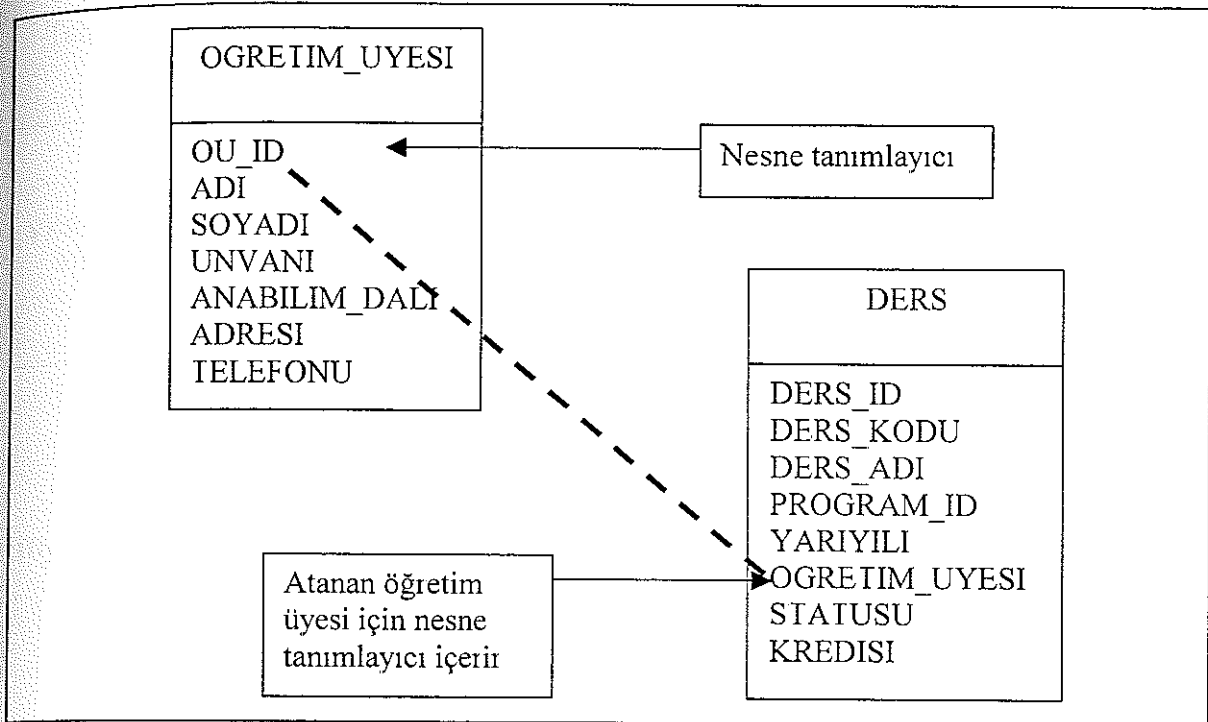 OGRETIM_UYESI
OU_ID
ADI
SOYADI
UNVANI
ANABILIM_DALI
ADRESI
TELEFONU
Nesne tanımlayıcı
DERS
DERS_ID
DERS_KODU
DERS_ADI
PROGRAM_ID
YARIYILI
OGRETIM_UYESI
STATUSU
KREDISI
Atanan öğretim
üyesi için nesne
tanımlayıcı içerir